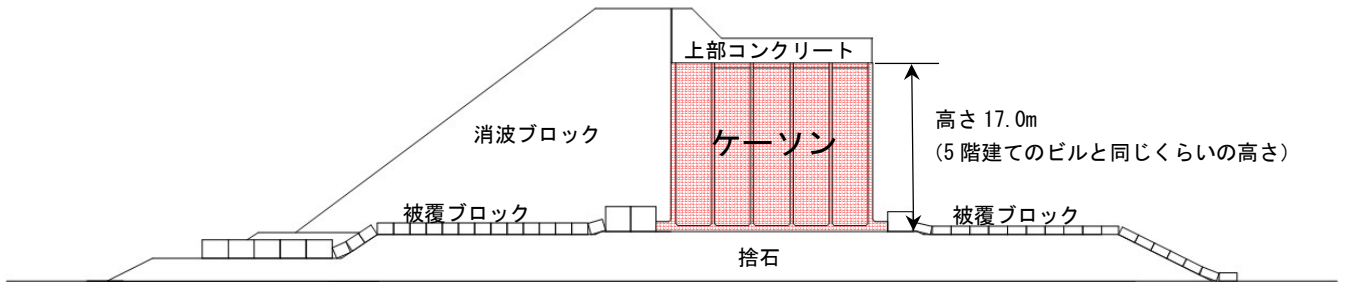 上部コンクリート
消波ブロック
ケーソン
高さ 17.0m
(5 階建てのビルと同じくらいの高さ)
被覆ブロック
被覆ブロック
捨石